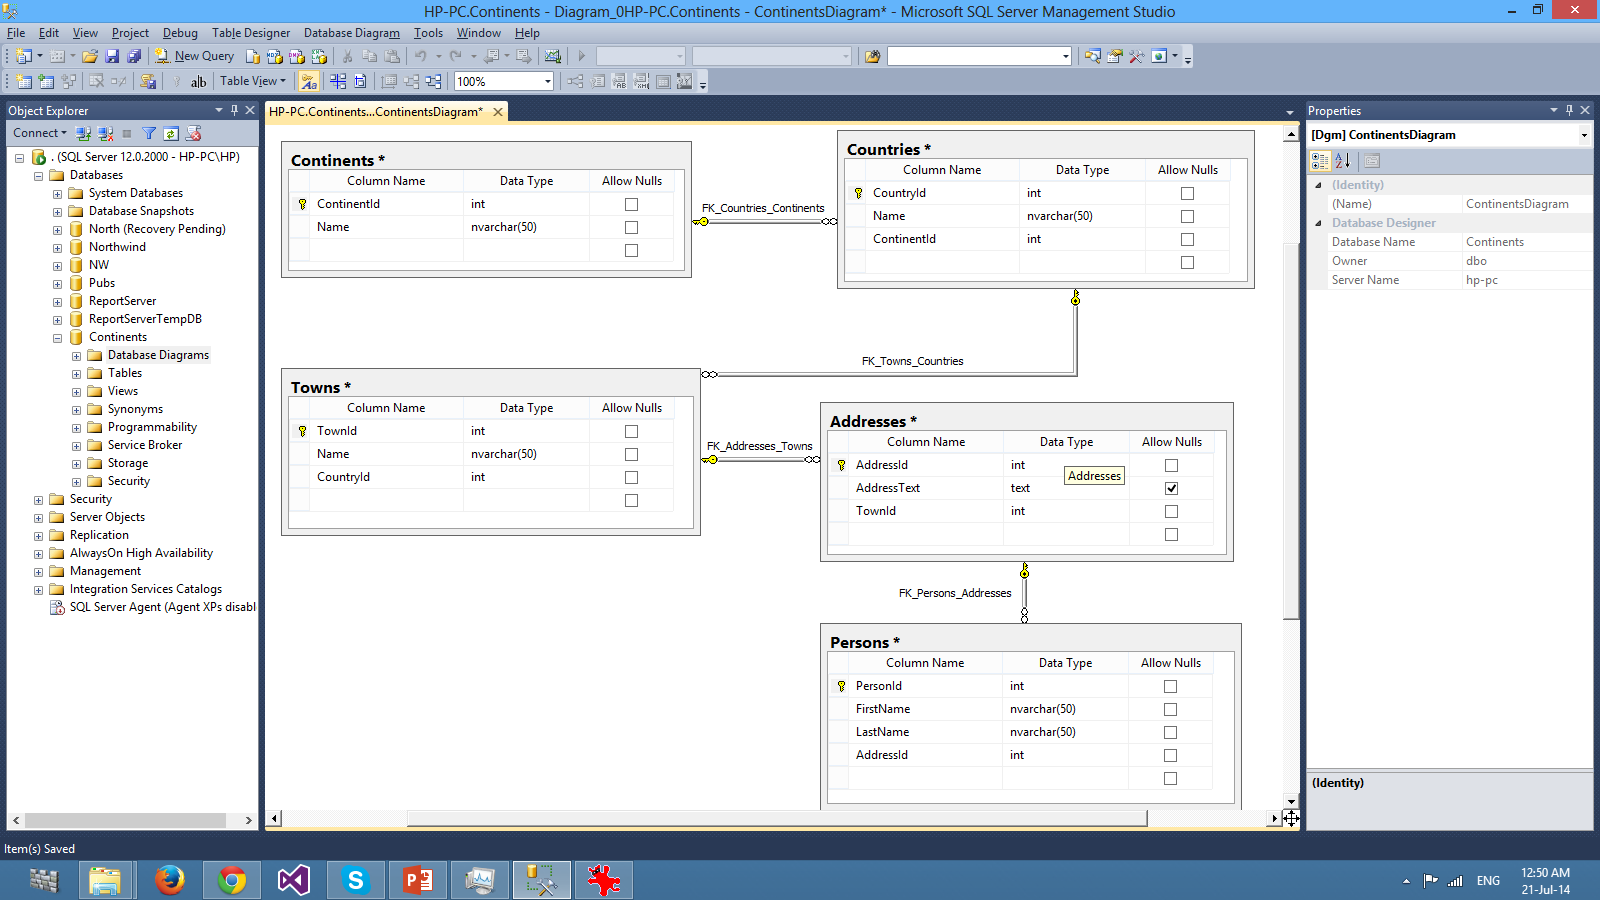 HP-PC.Continents - Diagram_0HP-PC.Continents - ContinentsDiagram* - Microsoft SQL Server Management Studio
File Edit View Project Debug Table Designer Database Diagram Tools Window Help
New Query
Table View 100%
Object Explorer
Connect
. (SQL Server 12.0.2000 - HP-PC\HP)
Databases
System Databases
Database Snapshots
North (Recovery Pending)
Northwind
NW
Pubs
ReportServer
ReportServerTempDB
Continents
Database Diagrams
Tables
Views
Synonyms
Programmability
Service Broker
Storage
Security
Security
Server Objects
Replication
AlwaysOn High Availability
Management
Integration Services Catalogs
SQL Server Agent (Agent XPs disabl
HP-PC.Continents...ContinentsDiagram*
Continents *
Column Name Data Type Allow Nulls
ContinentId int
Name nvarchar(50)
FK_Countries_Continents
Countries *
Column Name Data Type Allow Nulls
CountryId int
Name nvarchar(50)
ContinentId int
FK_Towns_Countries
Towns *
Column Name Data Type Allow Nulls
TownId int
Name nvarchar(50)
CountryId int
FK_Addresses_Towns
Addresses *
Column Name Data Type Allow Nulls
AddressId int
Addresses
AddressText text
TownId int
FK_Persons_Addresses
Persons *
Column Name Data Type Allow Nulls
PersonId int
FirstName nvarchar(50)
LastName nvarchar(50)
AddressId int
Properties
[Dgm] ContinentsDiagram
(Identity)
(Name) ContinentsDiagram
Database Designer
Database Name Continents
Owner dbo
Server Name hp-pc
(Identity)
Item(s) Saved
ENG
12:50 AM
21-Jul-14